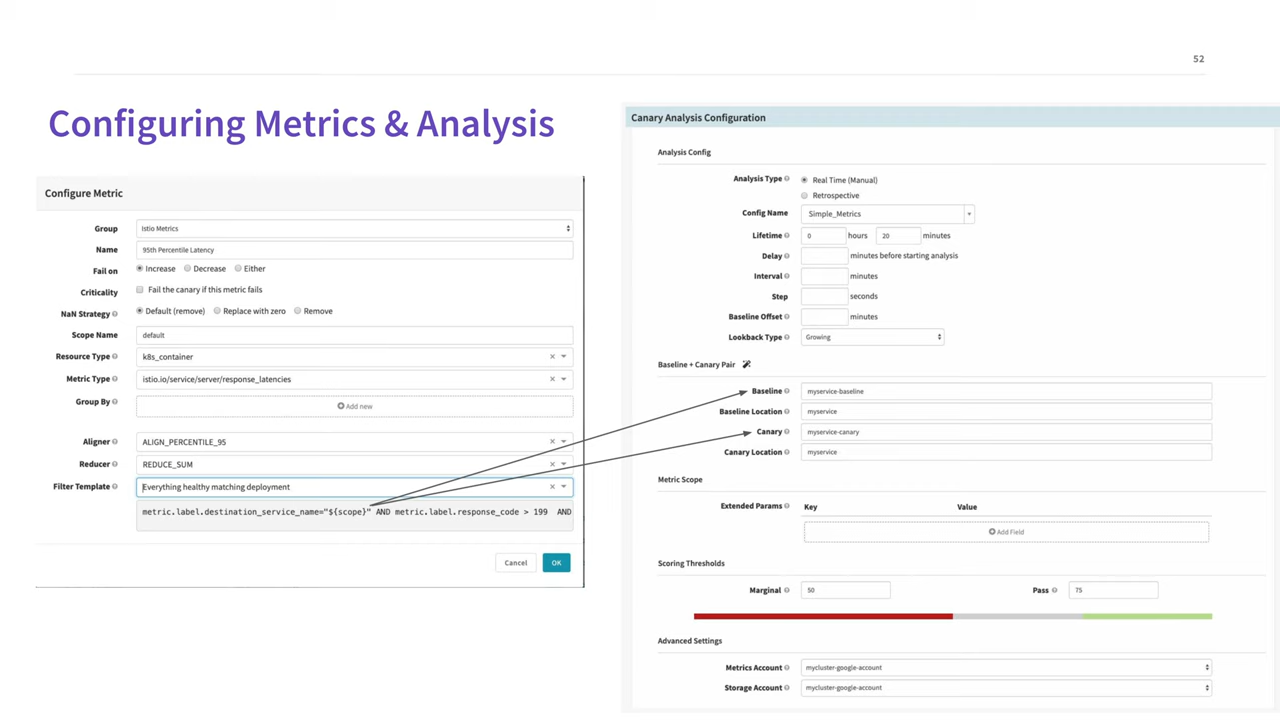 52
Configuring Metrics & Analysis
Configure Metric
Group Istio Metrics
Name 95th Percentile Latency
Fail on Increase Decrease Either
Criticality Fail the canary if this metric fails
NaN Strategy Default (remove) Replace with zero Remove
Scope Name default
Resource Type k8s_container
Metric Type istio.io/service/server/response_latencies
Group By Add new
Aligner ALIGN_PERCENTILE_95
Reducer REDUCE_SUM
Filter Template Everything healthy matching deployment
metric.label.destination_service_name="${scope}" AND metric.label.response_code > 199 AND
Cancel OK
Canary Analysis Configuration
Analysis Config
Analysis Type Real Time (Manual)
Retrospective
Config Name Simple_Metrics
Lifetime 0 hours 20 minutes
Delay minutes before starting analysis
Interval minutes
Step seconds
Baseline Offset minutes
Lookback Type Growing
Baseline + Canary Pair
Baseline myservice-baseline
Baseline Location myservice
Canary myservice-canary
Canary Location myservice
Metric Scope
Extended Params Key Value
Add Field
Scoring Thresholds
Marginal 50 Pass 75
Advanced Settings
Metrics Account mycluster-google-account
Storage Account mycluster-google-account